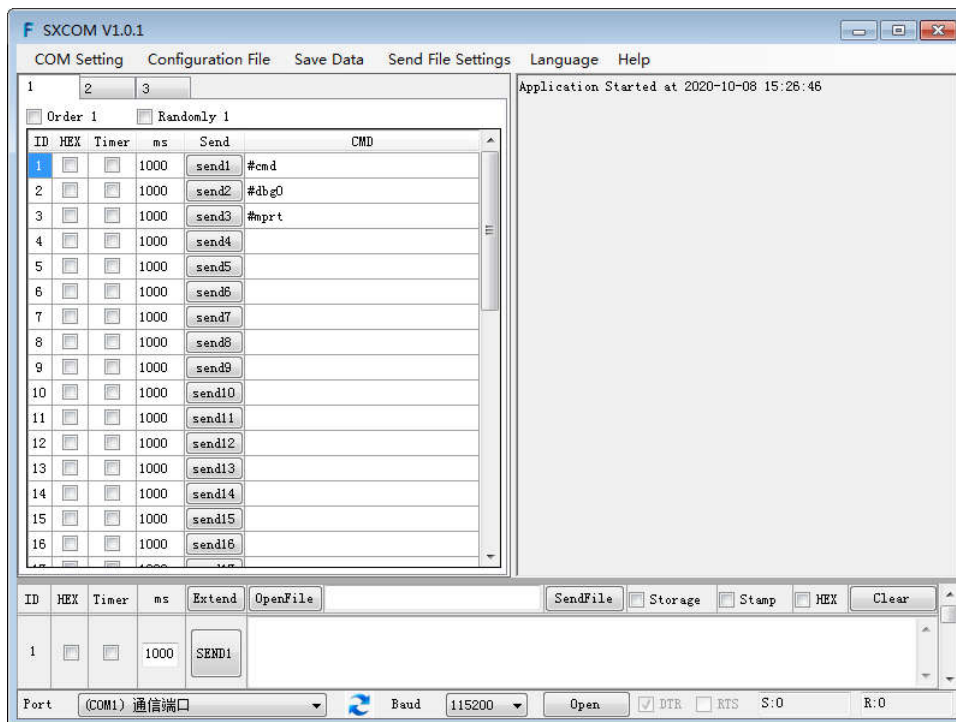 SXCOM V1.0.1
COM Setting Configuration File Save Data Send File Settings Language Help
1 2 3
Order 1 Randomly 1
ID HEX Timer ms Send CMD
1 1000 send1 #cmd
2 1000 send2 #dbg0
3 1000 send3 #mprt
4 1000 send4
5 1000 send5
6 1000 send6
7 1000 send7
8 1000 send8
9 1000 send9
10 1000 send10
11 1000 send11
12 1000 send12
13 1000 send13
14 1000 send14
15 1000 send15
16 1000 send16
Application Started at 2020-10-08 15:26:46
ID HEX Timer ms Extend OpenFile SendFile Storage Stamp HEX Clear
1 1000 SEND1
Port (COM1) 通信端口 Baud 115200 Open DTR RTS S:0 R:0